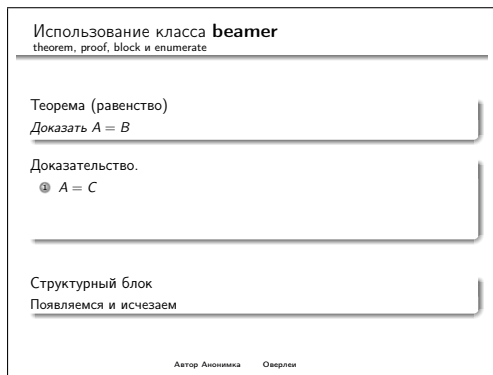 Использование класса beamer
theorem, proof, block и enumerate
Теорема (равенство)
Доказать A = B
Доказательство.
1 A = C
Структурный блок
Появляемся и исчезаем
Автор Анонимка Оверлеи